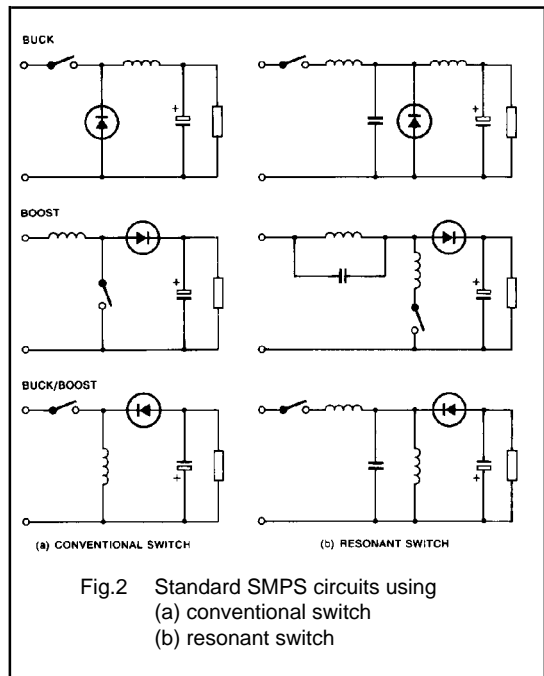 BUCK
+
+
BOOST
+
+
BUCK/BOOST
+
+
(a) CONVENTIONAL SWITCH
(b) RESONANT SWITCH
Fig.2 Standard SMPS circuits using
(a) conventional switch
(b) resonant switch